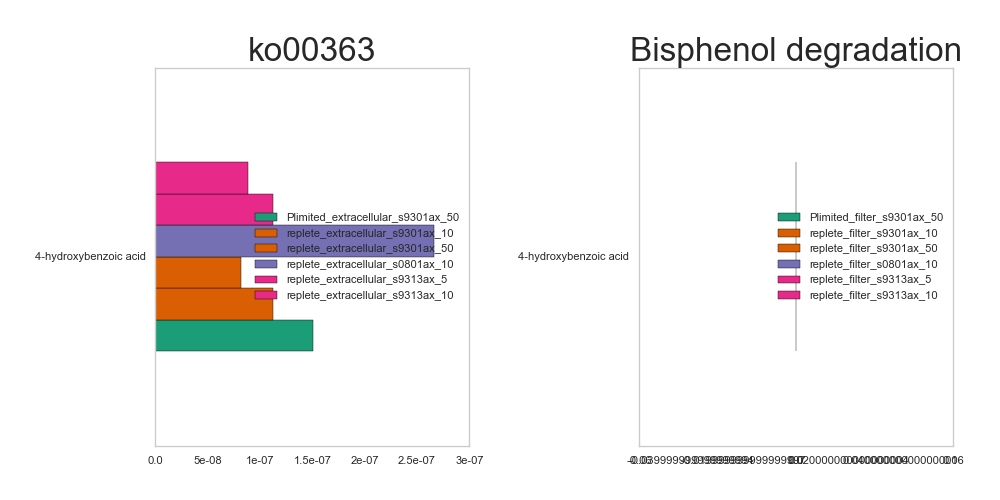 ko00363
Bisphenol degradation
4-hydroxybenzoic acid
Plimited_extracellular_s9301ax_50
replete_extracellular_s9301ax_10
replete_extracellular_s9301ax_50
replete_extracellular_s0801ax_10
replete_extracellular_s9313ax_5
replete_extracellular_s9313ax_10
0.0 5e-08 1e-07 1.5e-07 2e-07 2.5e-07 3e-07
4-hydroxybenzoic acid
Plimited_filter_s9301ax_50
replete_filter_s9301ax_10
replete_filter_s9301ax_50
replete_filter_s0801ax_10
replete_filter_s9313ax_5
replete_filter_s9313ax_10